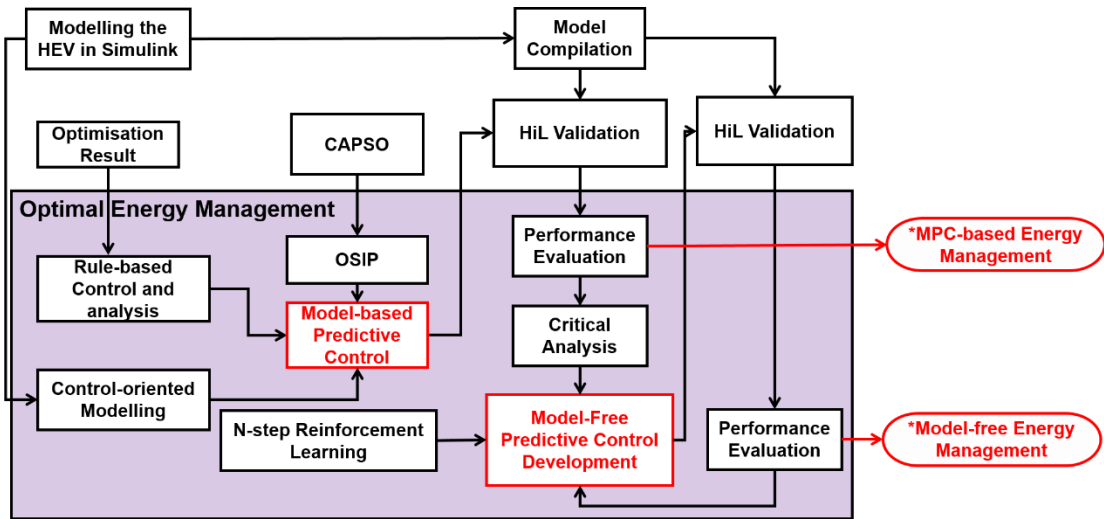 Modelling the
HEV in Simulink
Model
Compilation
Optimisation
Result
CAPSO
HiL Validation
HiL Validation
Optimal Energy Management
Performance
Evaluation
*MPC-based Energy
Management
Rule-based
Control and
analysis
OSIP
Model-based
Predictive
Control
Critical
Analysis
Control-oriented
Modelling
N-step Reinforcement
Learning
Model-Free
Predictive Control
Development
Performance
Evaluation
*Model-free Energy
Management